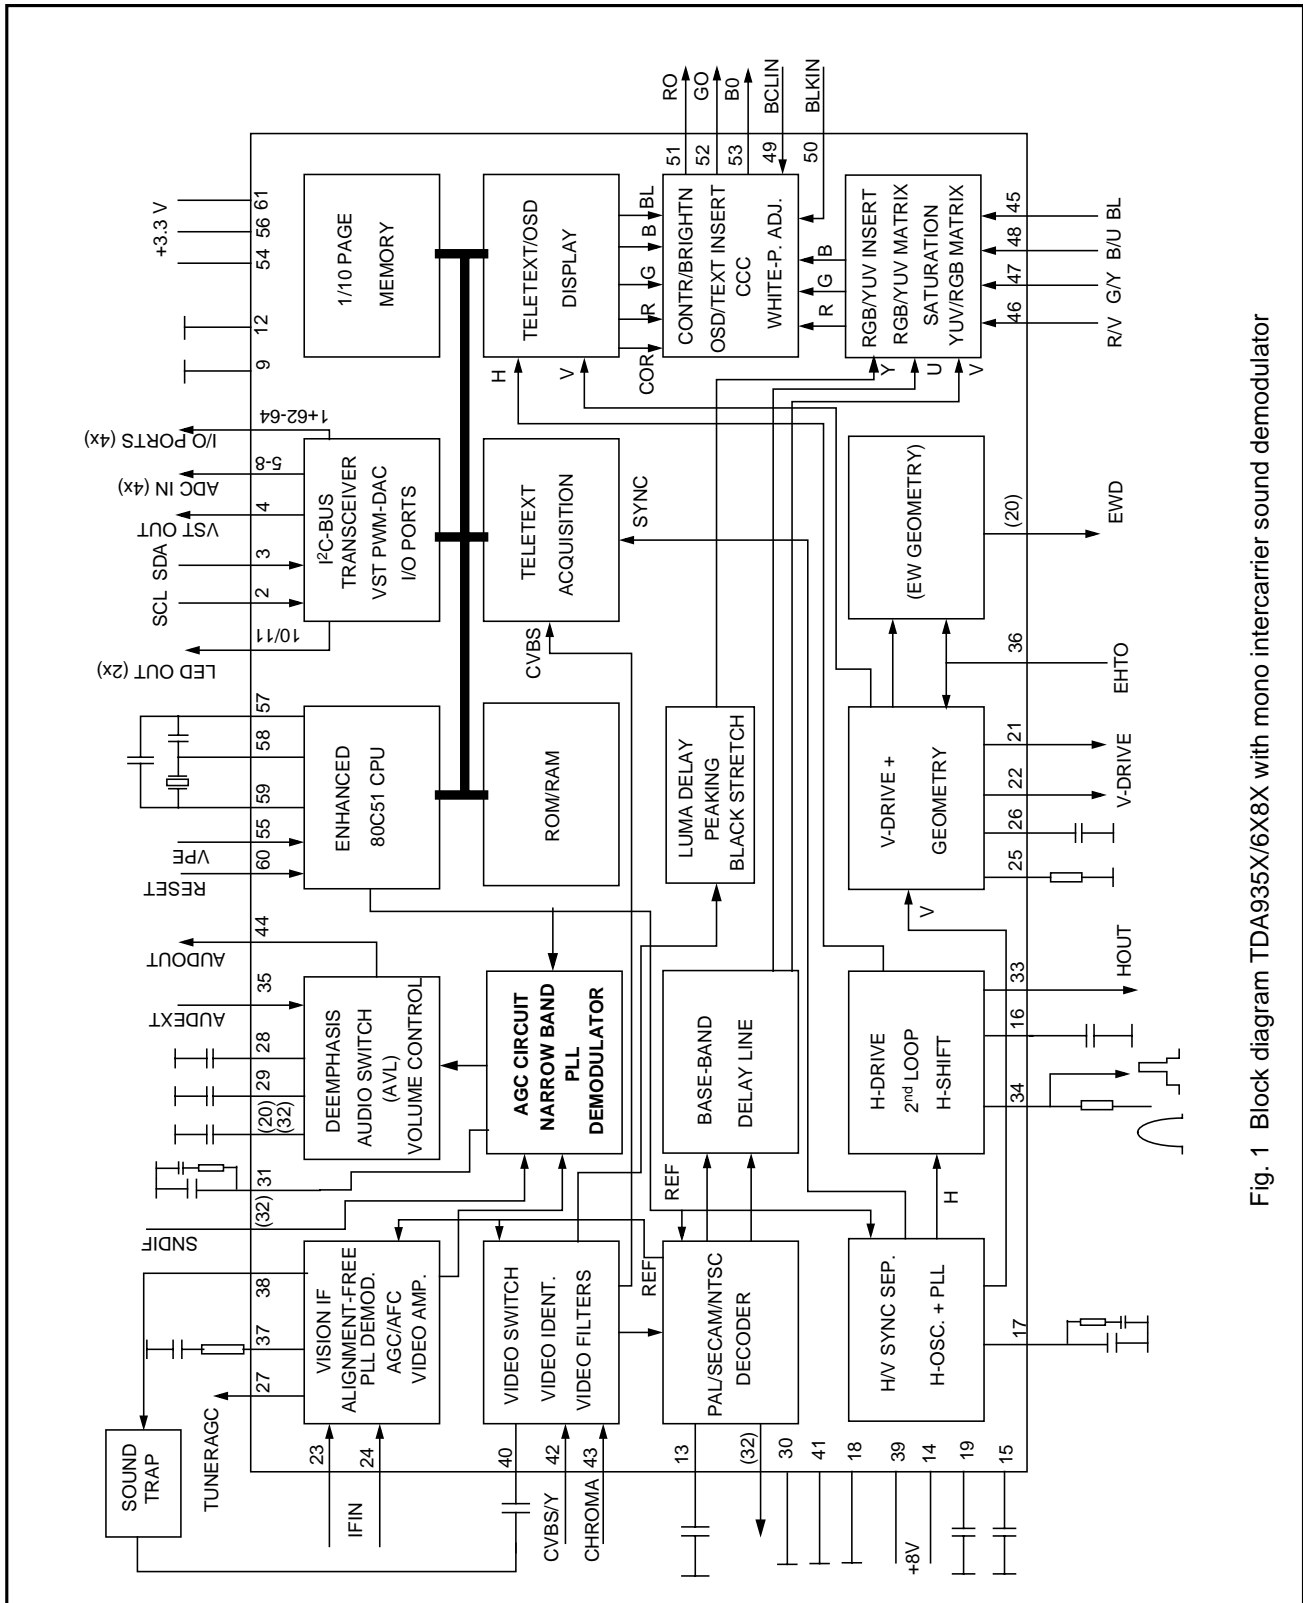 SOUND
TRAP
TUNERAGC
27
37
38
SNDIF
(32)
31
(20)
(32)
29
28
AUDEXT
35
AUDOUT
44
RESET
60
VPE
55
59
58
57
LED OUT (2x)
10/11
SCL
2
SDA
3
VST OUT
4
ADC IN (4x)
5-8
I/O PORTS (4x)
1+62-64
9
12
+3.3 V
54
56
61
IFIN
23
24
VISION IF
ALIGNMENT-FREE
PLL DEMOD.
AGC/AFC
VIDEO AMP.
DEEMPHASIS
AUDIO SWITCH
(AVL)
VOLUME CONTROL
ENHANCED
80C51 CPU
I²C-BUS
TRANSCEIVER
VST PWM-DAC
I/O PORTS
1/10 PAGE
MEMORY
40
CVBS/Y
42
CHROMA
43
VIDEO SWITCH
VIDEO IDENT.
VIDEO FILTERS
AGC CIRCUIT
NARROW BAND
PLL
DEMODULATOR
ROM/RAM
CVBS
TELETEXT
ACQUISITION
SYNC
H
V
TELETEXT/OSD
DISPLAY
REF
REF
COR
R
G
B
BL
13
(32)
30
41
18
39
+8V
14
19
15
PAL/SECAM/NTSC
DECODER
BASE-BAND
DELAY LINE
LUMA DELAY
PEAKING
BLACK STRETCH
CONTR/BRIGHTN
OSD/TEXT INSERT
CCC
WHITE-P. ADJ.
51
RO
52
GO
53
B0
49
BCLIN
50
BLKIN
R
G
B
Y
U
V
RGB/YUV INSERT
RGB/YUV MATRIX
SATURATION
YUV/RGB MATRIX
H/V SYNC SEP.
H-OSC. + PLL
H
H-DRIVE
2nd LOOP
H-SHIFT
V
V-DRIVE +
GEOMETRY
(EW GEOMETRY)
17
34
16
33
HOUT
25
26
22
21
V-DRIVE
36
EHTO
(20)
EWD
46
47
48
45
R/V
G/Y
B/U
BL
Fig. 1 Block diagram TDA935X/6X8X with mono intercarrier sound demodulator